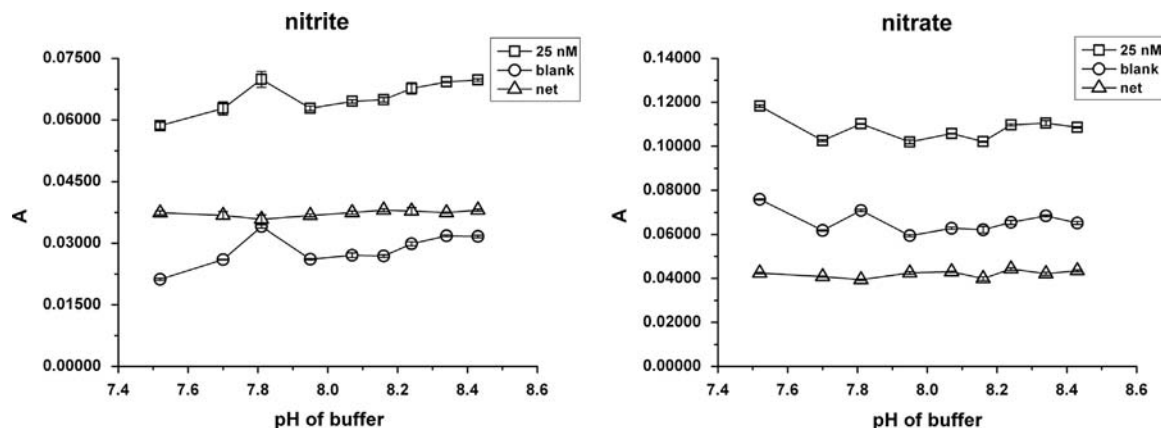 nitrite
0.07500
0.06000
0.04500
0.03000
0.01500
0.00000
A
7.4 7.6 7.8 8.0 8.2 8.4 8.6
pH of buffer
25 nM
blank
net
nitrate
0.14000
0.12000
0.10000
0.08000
0.06000
0.04000
0.02000
0.00000
A
7.4 7.6 7.8 8.0 8.2 8.4 8.6
pH of buffer
25 nM
blank
net